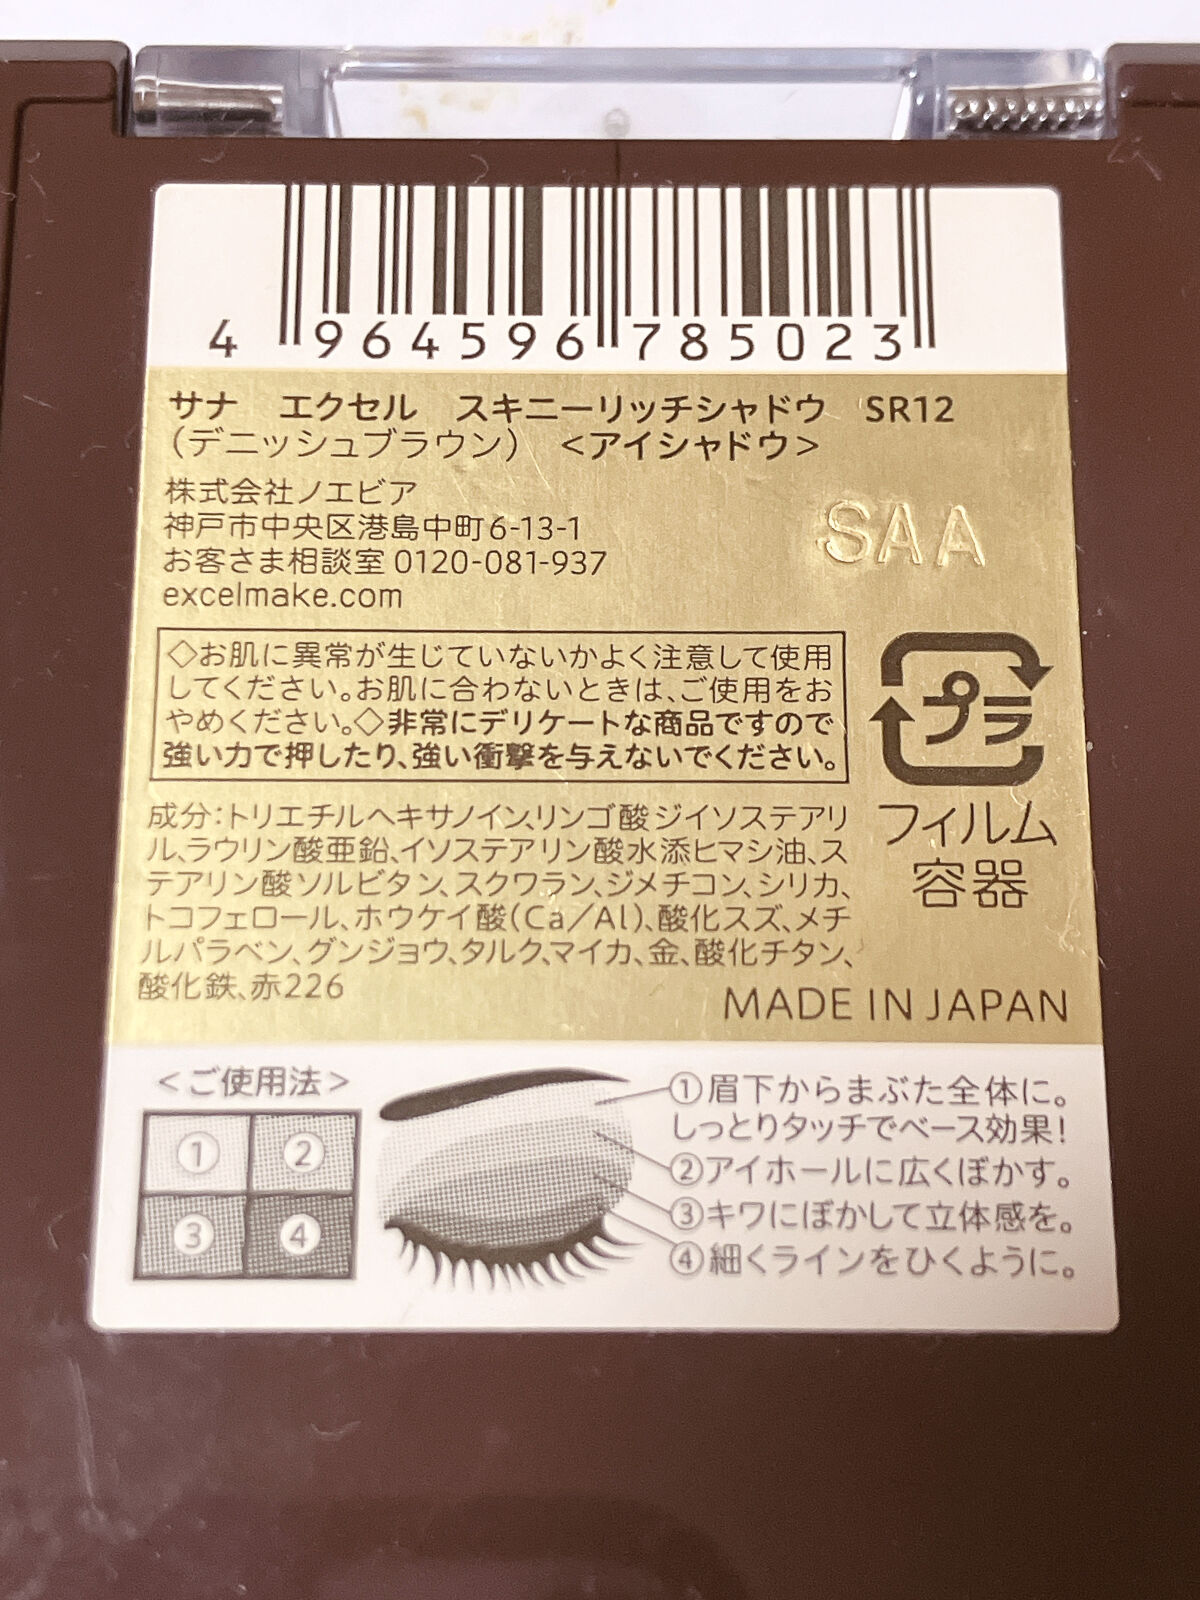 4 964596 785023
サナ　エクセル　スキニーリッチシャドウ　SR12
（デニッシュブラウン）　＜アイシャドウ＞
株式会社ノエビア
神戸市中央区港島中町6-13-1
お客さま相談室 0120-081-937
excelmake.com
SAA
◇お肌に異常が生じていないかよく注意して使用
してください。お肌に合わないときは、ご使用をお
やめください。◇非常にデリケートな商品ですので
強い力で押したり、強い衝撃を与えないでください。
プラ
フィルム
容器
成分：トリエチルヘキサノイン、リンゴ酸ジイソステアリ
ル、ラウリン酸亜鉛、イソステアリン酸水添ヒマシ油、ス
テアリン酸ソルビタン、スクワラン、ジメチコン、シリカ、
トコフェロール、ホウケイ酸（Ca／Al）、酸化スズ、メチ
ルパラベン、グンジョウ、タルク、マイカ、金、酸化チタン、
酸化鉄、赤226
MADE IN JAPAN
＜ご使用法＞
① ②
③ ④
①眉下からまぶた全体に。
しっとりタッチでベース効果！
②アイホールに広くぼかす。
③キワにぼかして立体感を。
④細くラインをひくように。